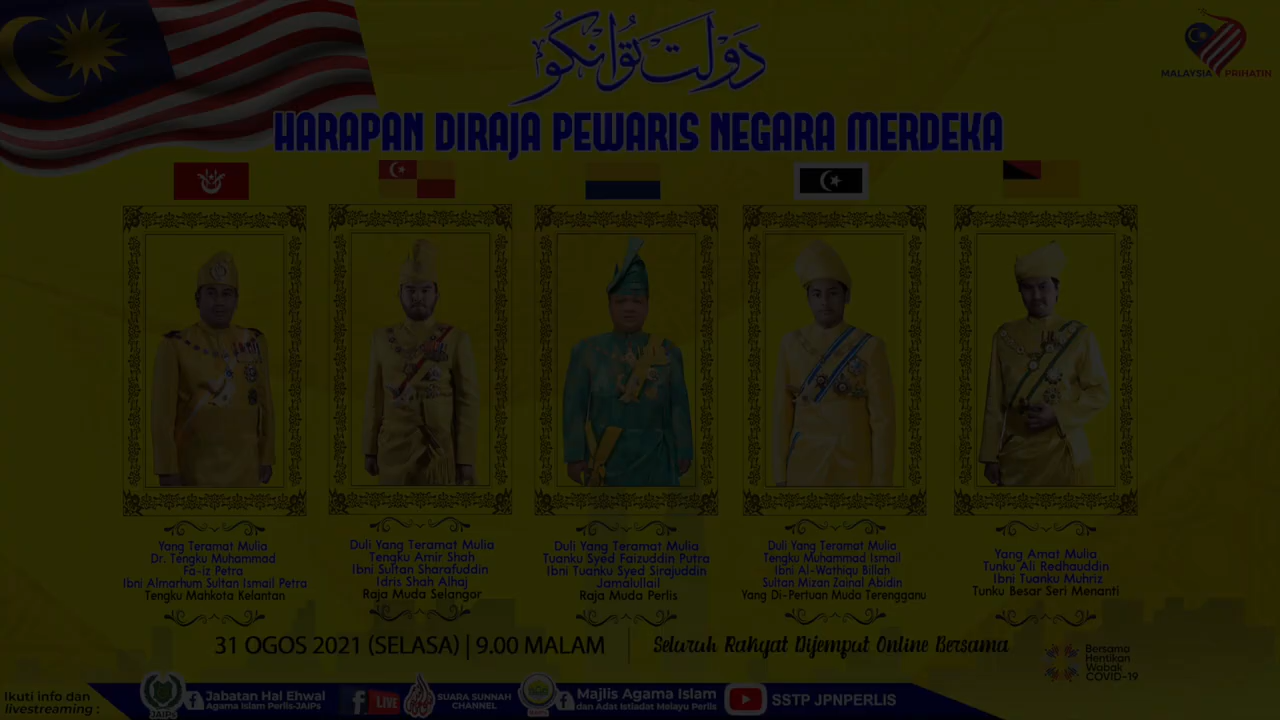 دَوْلَت تُوَانْكُو
MALAYSIA PRIHATIN
HARAPAN DIRAJA PEWARIS NEGARA MERDEKA
Yang Teramat Mulia
Dr. Tengku Muhammad
Fa-iz Petra
Ibni Almarhum Sultan Ismail Petra
Tengku Mahkota Kelantan
Duli Yang Teramat Mulia
Tengku Amir Shah
Ibni Sultan Sharafuddin
Idris Shah Alhaj
Raja Muda Selangor
Duli Yang Teramat Mulia
Tuanku Syed Faizuddin Putra
Ibni Tuanku Syed Sirajuddin
Jamalullail
Raja Muda Perlis
Duli Yang Teramat Mulia
Tengku Muhammad Ismail
Ibni Al-Wathiqu Billah
Sultan Mizan Zainal Abidin
Yang Di-Pertuan Muda Terengganu
Yang Amat Mulia
Tunku Ali Redhauddin
Ibni Tuanku Muhriz
Tunku Besar Seri Menanti
31 OGOS 2021 (SELASA) | 9.00 MALAM
Seluruh Rakyat Dijemput Online Bersama
Bersama
Hentikan
Wabak
COVID-19
Ikuti info dan
livestreaming :
JAIPs
Jabatan Hal Ehwal
Agama Islam Perlis-JAIPs
LIVE
SUARA SUNNAH
CHANNEL
Majlis Agama Islam
dan Adat Istiadat Melayu Perlis
SSTP JPNPERLIS